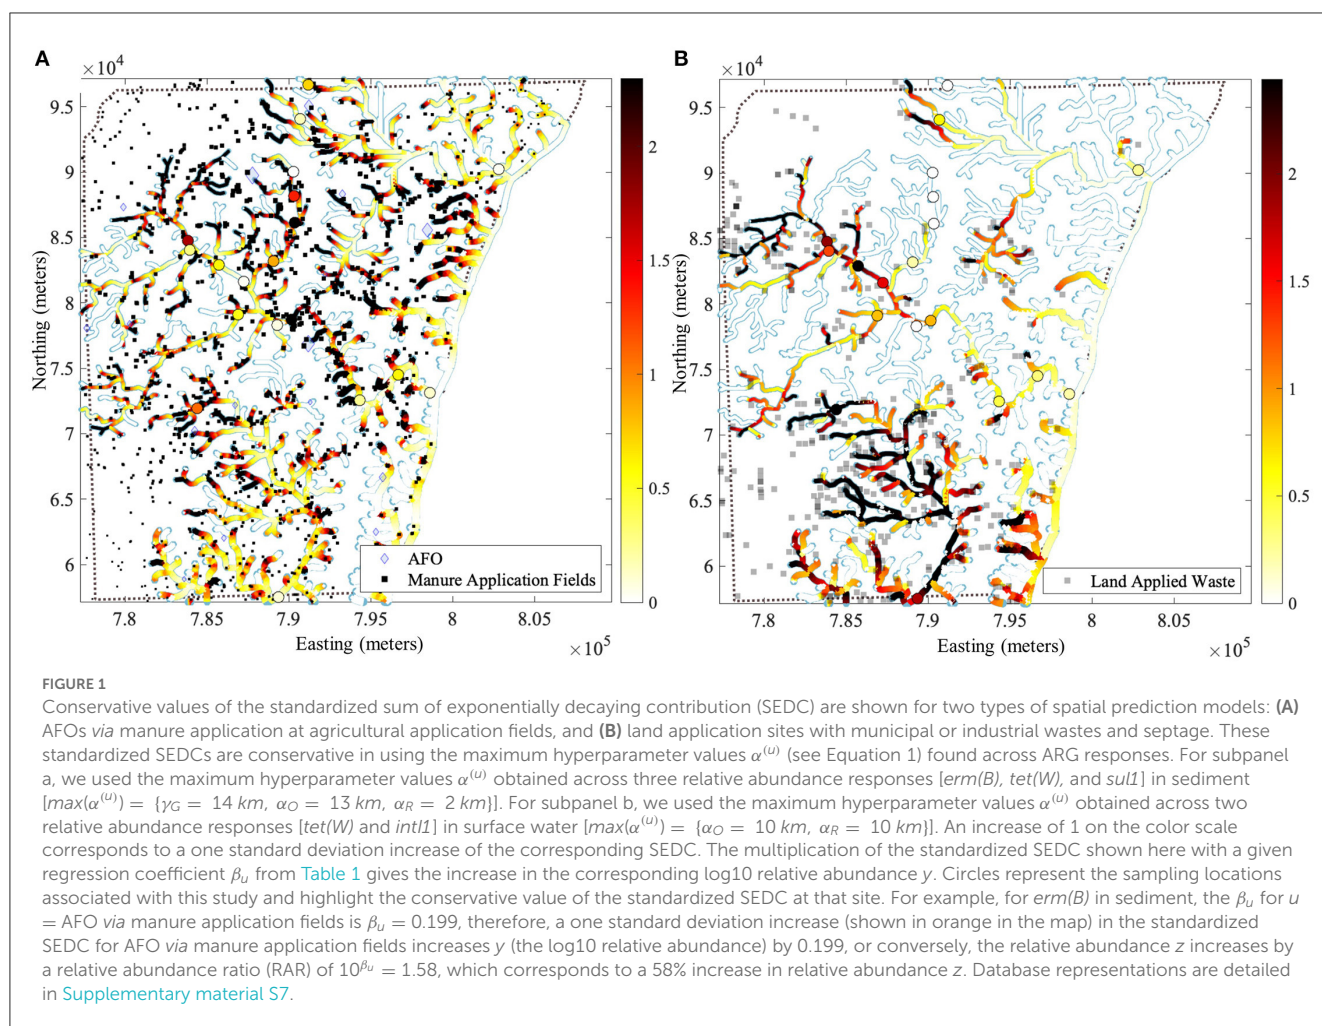 A
×10⁴
9.5
9
8.5
8
7.5
7
6.5
6
Northing (meters)
7.8
7.85
7.9
7.95
8
8.05
Easting (meters)
×10⁵
AFO
Manure Application Fields
2
1.5
1
0.5
0
B
×10⁴
9.5
9
8.5
8
7.5
7
6.5
6
Northing (meters)
7.8
7.85
7.9
7.95
8
8.05
Easting (meters)
×10⁵
Land Applied Waste
2
1.5
1
0.5
0
FIGURE 1
Conservative values of the standardized sum of exponentially decaying contribution (SEDC) are shown for two types of spatial prediction models: (A)
AFOs via manure application at agricultural application fields, and (B) land application sites with municipal or industrial wastes and septage. These
standardized SEDCs are conservative in using the maximum hyperparameter values α⁽ᵘ⁾ (see Equation 1) found across ARG responses. For subpanel
a, we used the maximum hyperparameter values α⁽ᵘ⁾ obtained across three relative abundance responses [erm(B), tet(W), and sul1] in sediment
[max(α⁽ᵘ⁾) = {γG = 14 km, αO = 13 km, αR = 2 km}]. For subpanel b, we used the maximum hyperparameter values α⁽ᵘ⁾ obtained across two
relative abundance responses [tet(W) and intI1] in surface water [max(α⁽ᵘ⁾) = {αO = 10 km, αR = 10 km}]. An increase of 1 on the color scale
corresponds to a one standard deviation increase of the corresponding SEDC. The multiplication of the standardized SEDC shown here with a given
regression coefficient βu from Table 1 gives the increase in the corresponding log10 relative abundance y. Circles represent the sampling locations
associated with this study and highlight the conservative value of the standardized SEDC at that site. For example, for erm(B) in sediment, the βu for u
= AFO via manure application fields is βu = 0.199, therefore, a one standard deviation increase (shown in orange in the map) in the standardized
SEDC for AFO via manure application fields increases y (the log10 relative abundance) by 0.199, or conversely, the relative abundance z increases by
a relative abundance ratio (RAR) of 10^βu = 1.58, which corresponds to a 58% increase in relative abundance z. Database representations are detailed
in Supplementary material S7.